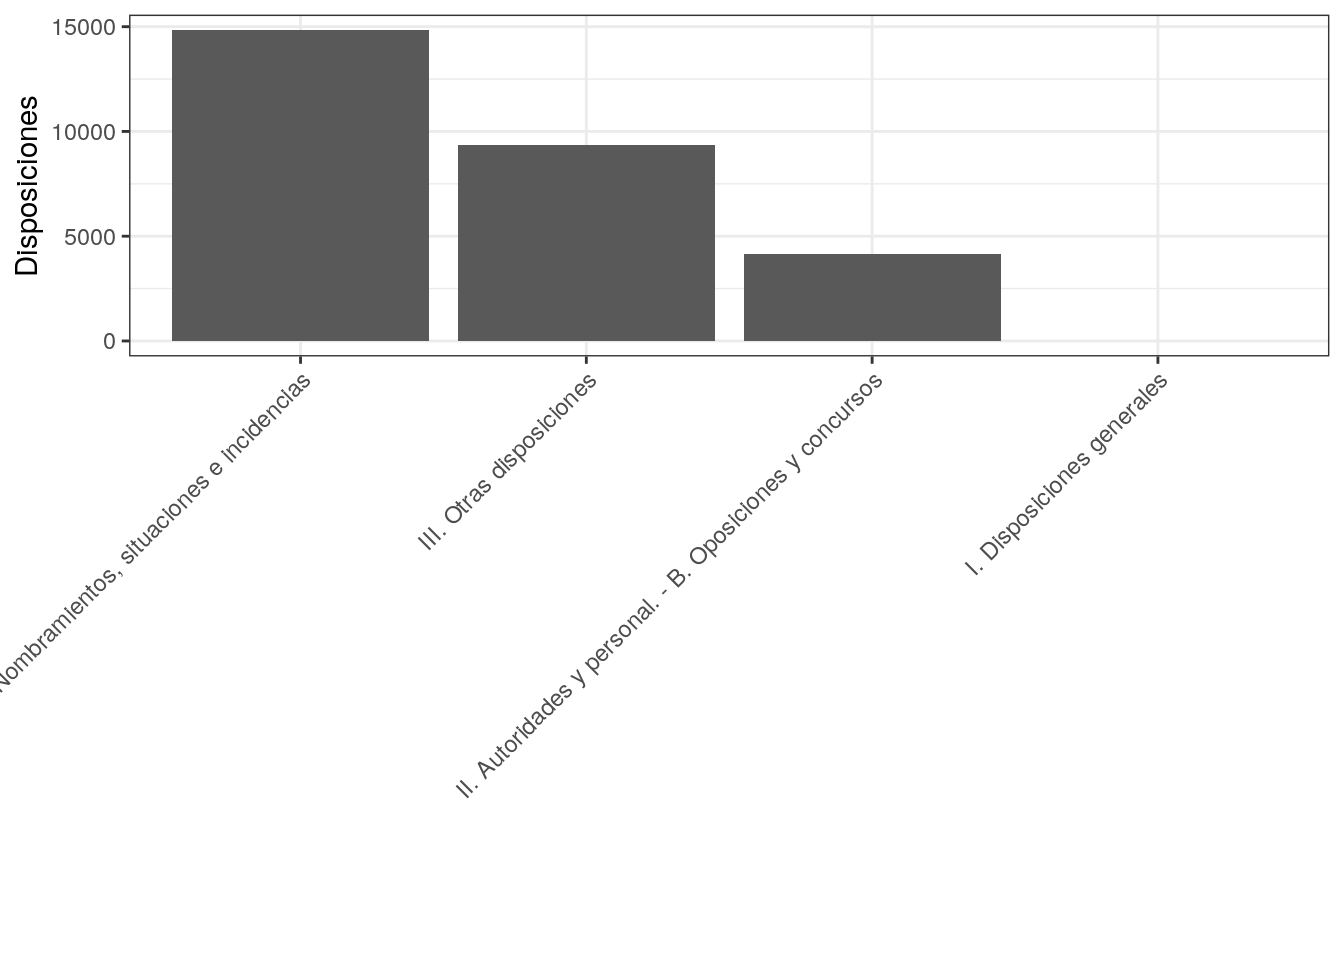 Disposiciones
15000
10000
5000
0
Nombramientos, situaciones e incidencias
III. Otras disposiciones
II. Autoridades y personal. - B. Oposiciones y concursos
I. Disposiciones generales